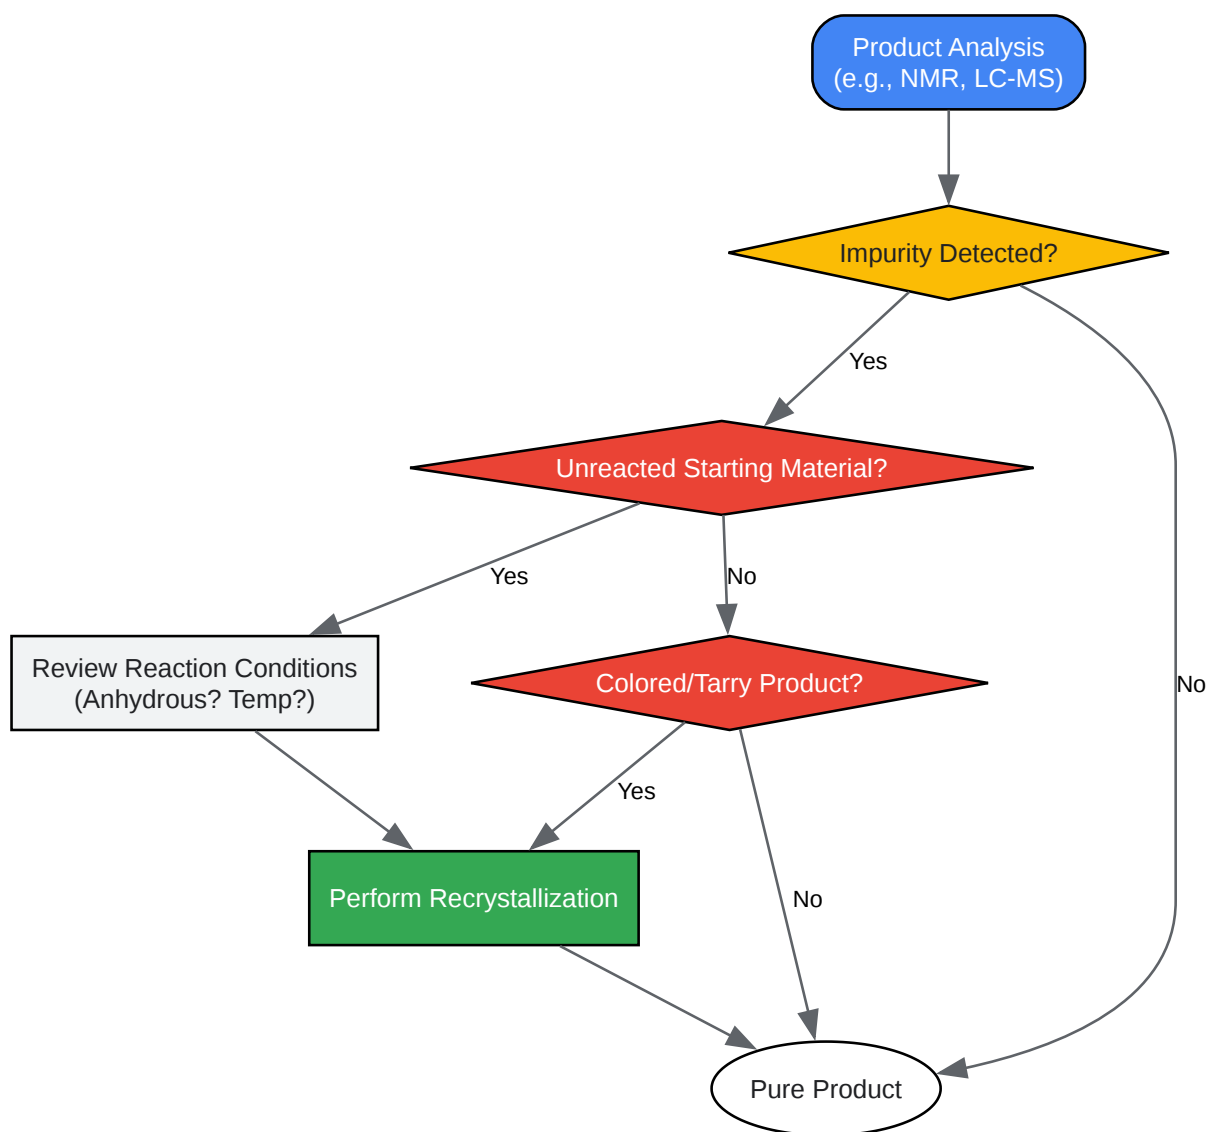 Product Analysis
(e.g., NMR, LC-MS)
Impurity Detected?
Yes
Unreacted Starting Material?
Yes
No
Review Reaction Conditions
(Anhydrous? Temp?)
Colored/Tarry Product?
No
Yes
Perform Recrystallization
No
Pure Product